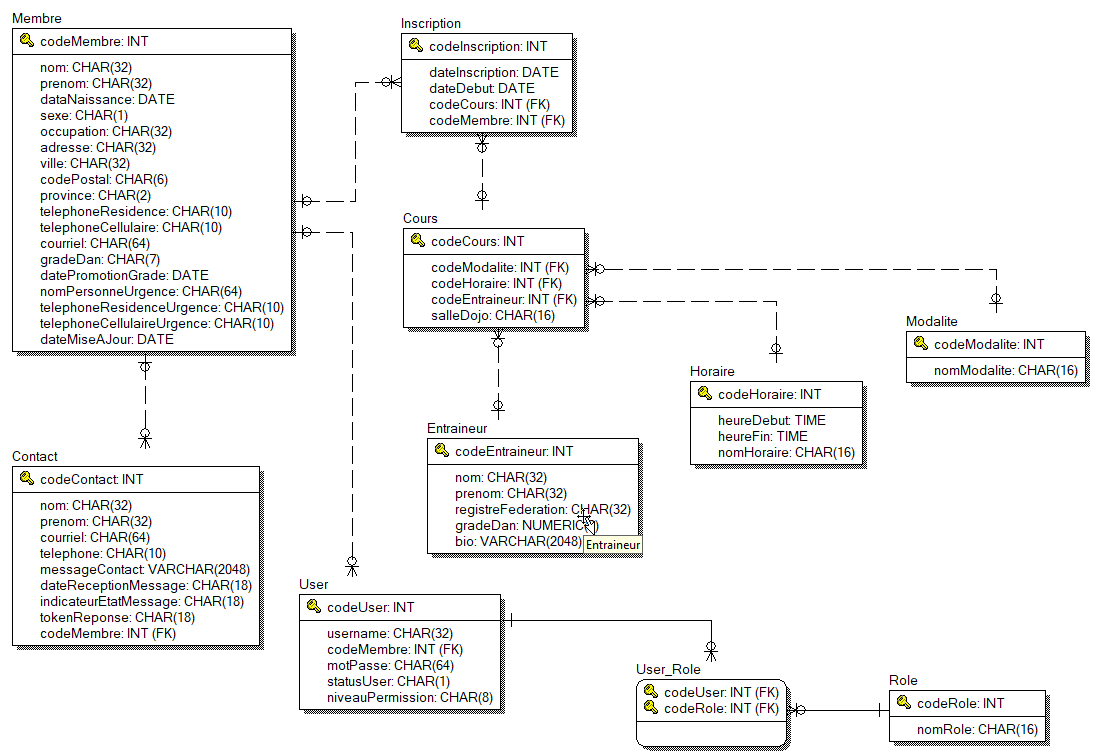 Membre
codeMembre: INT
nom: CHAR(32)
prenom: CHAR(32)
dataNaissance: DATE
sexe: CHAR(1)
occupation: CHAR(32)
adresse: CHAR(32)
ville: CHAR(32)
codePostal: CHAR(6)
province: CHAR(2)
telephoneResidence: CHAR(10)
telephoneCellulaire: CHAR(10)
courriel: CHAR(64)
gradeDan: CHAR(7)
datePromotionGrade: DATE
nomPersonneUrgence: CHAR(64)
telephoneResidenceUrgence: CHAR(10)
telephoneCellulaireUrgence: CHAR(10)
dateMiseAJour: DATE
Inscription
codeInscription: INT
dateInscription: DATE
dateDebut: DATE
codeCours: INT (FK)
codeMembre: INT (FK)
Cours
codeCours: INT
codeModalite: INT (FK)
codeHoraire: INT (FK)
codeEntraineur: INT (FK)
salleDojo: CHAR(16)
Modalite
codeModalite: INT
nomModalite: CHAR(16)
Horaire
codeHoraire: INT
heureDebut: TIME
heureFin: TIME
nomHoraire: CHAR(16)
Entraineur
codeEntraineur: INT
nom: CHAR(32)
prenom: CHAR(32)
registreFederation: CHAR(32)
gradeDan:
bio: VARCHAR(2048)
Entraineur
Contact
codeContact: INT
nom: CHAR(32)
prenom: CHAR(32)
courriel: CHAR(64)
telephone: CHAR(10)
messageContact: VARCHAR(2048)
dateReceptionMessage: CHAR(18)
indicateurEtatMessage: CHAR(18)
tokenReponse: CHAR(18)
codeMembre: INT (FK)
User
codeUser: INT
username: CHAR(32)
codeMembre: INT (FK)
motPasse: CHAR(64)
statusUser: CHAR(1)
niveauPermission: CHAR(8)
User_Role
codeUser: INT (FK)
codeRole: INT (FK)
Role
codeRole: INT
nomRole: CHAR(16)